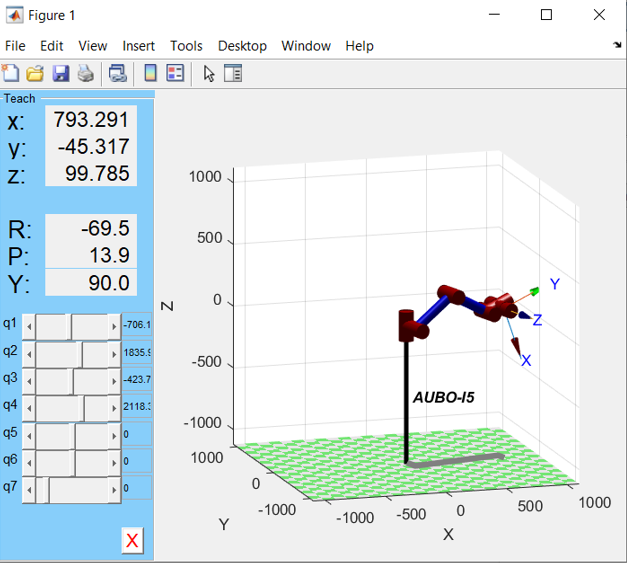 Figure 1
File Edit View Insert Tools Desktop Window Help
Teach
x: 793.291
y: -45.317
z: 99.785
R: -69.5
P: 13.9
Y: 90.0
q1 -706.1
q2 1835.9
q3 -423.7
q4 2118.
q5 0
q6 0
q7 0
X
1000
500
0
-500
-1000
Z
1000
0
-1000
Y
-1000
-500
0
500
1000
X
Y
Z
X
AUBO-I5